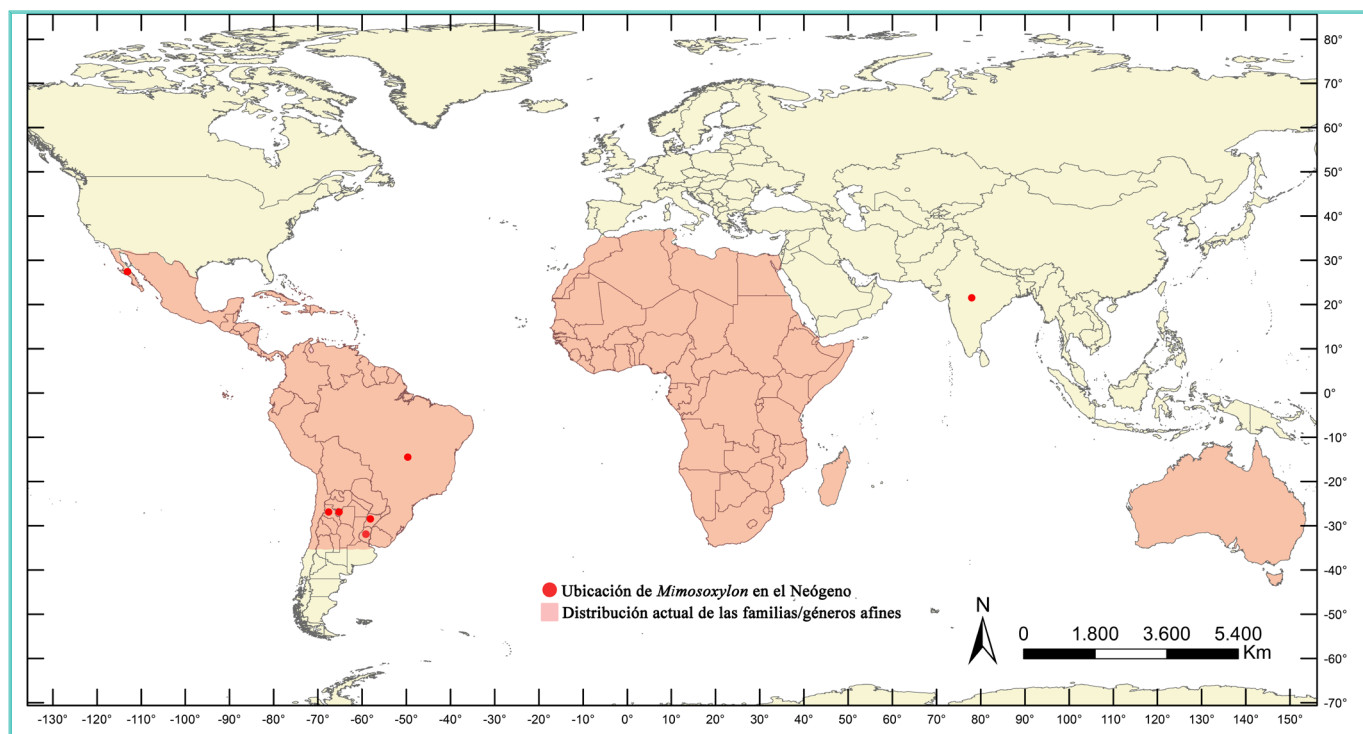 80°
70°
60°
50°
40°
30°
20°
10°
0°
-10°
-20°
-30°
-40°
-50°
-60°
-70°
Ubicación de Mimosoxylon en el Neógeno
Distribución actual de las familias/géneros afines
N
0 1.800 3.600 5.400
Km
-130° -120° -110° -100° -90° -80° -70° -60° -50° -40° -30° -20° -10° 0° 10° 20° 30° 40° 50° 60° 70° 80° 90° 100° 110° 120° 130° 140° 150°